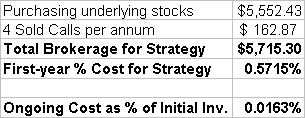 Purchasing underlying stocks $5,552.43
4 Sold Calls per annum $ 162.87
Total Brokerage for Strategy $5,715.30
First-year % Cost for Strategy 0.5715%
Ongoing Cost as % of Initial Inv. 0.0163%